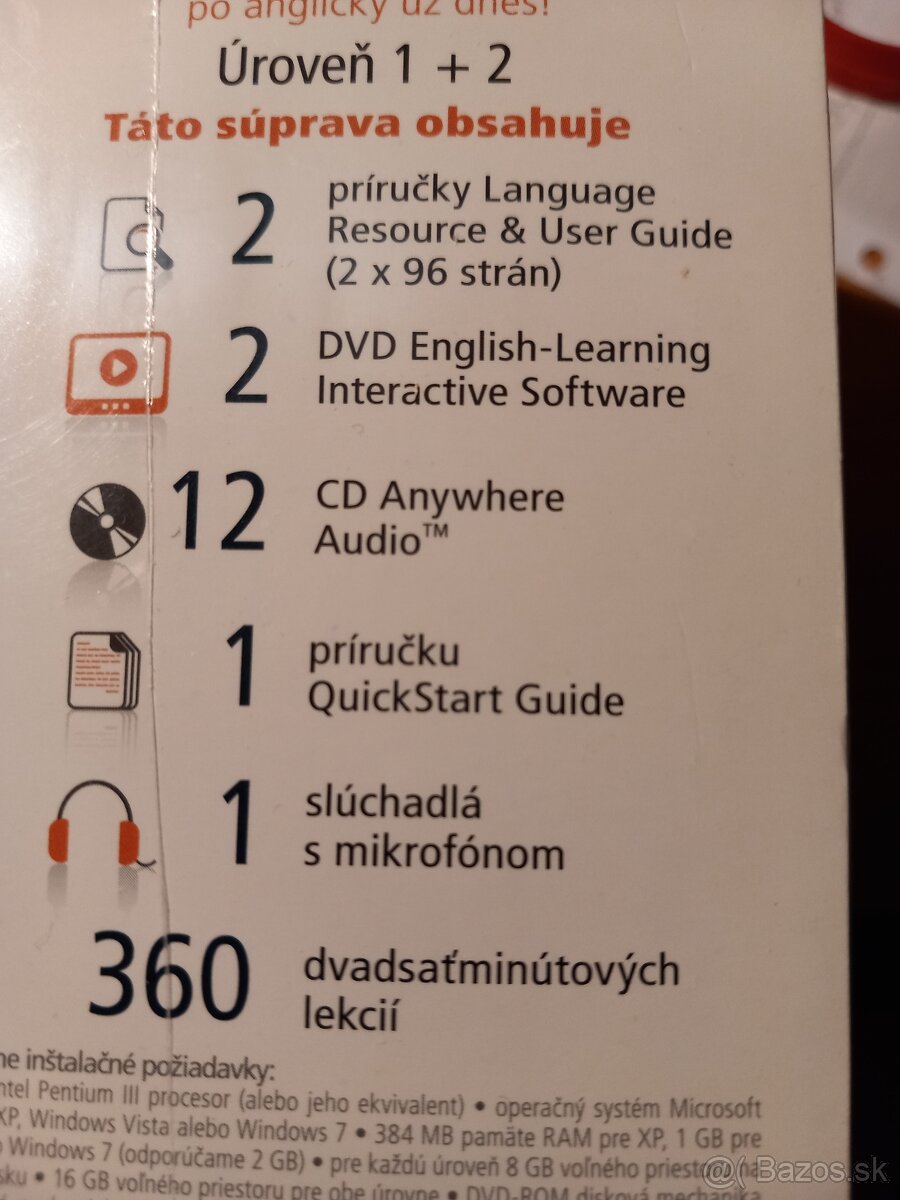 po anglicky už dnes!
Úroveň 1 + 2
Táto súprava obsahuje
2 príručky Language
Resource & User Guide
(2 x 96 strán)
2 DVD English-Learning
Interactive Software
12 CD Anywhere
Audio™
1 príručku
QuickStart Guide
1 slúchadlá
s mikrofónom
360 dvadsaťminútových
lekcií
ne inštalačné požiadavky:
ntel Pentium III procesor (alebo jeho ekvivalent) • operačný systém Microsoft
XP, Windows Vista alebo Windows 7 • 384 MB pamäte RAM pre XP, 1 GB pre
o Windows 7 (odporúčame 2 GB) • pre každú úroveň 8 GB voľného priestoru na
isku • 16 GB voľného priestoru pre obe úrovne • DVD-ROM disková mechanika
@Bazos.sk